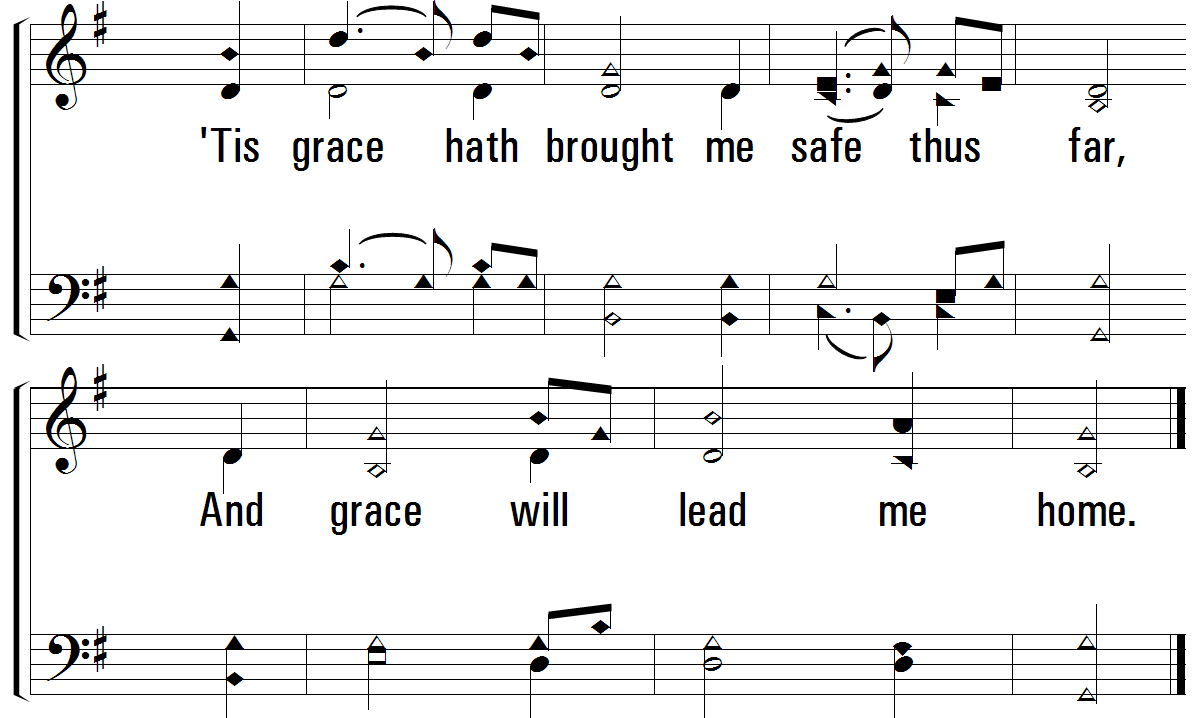 'Tis grace hath brought me safe thus far,
And grace will lead me home.